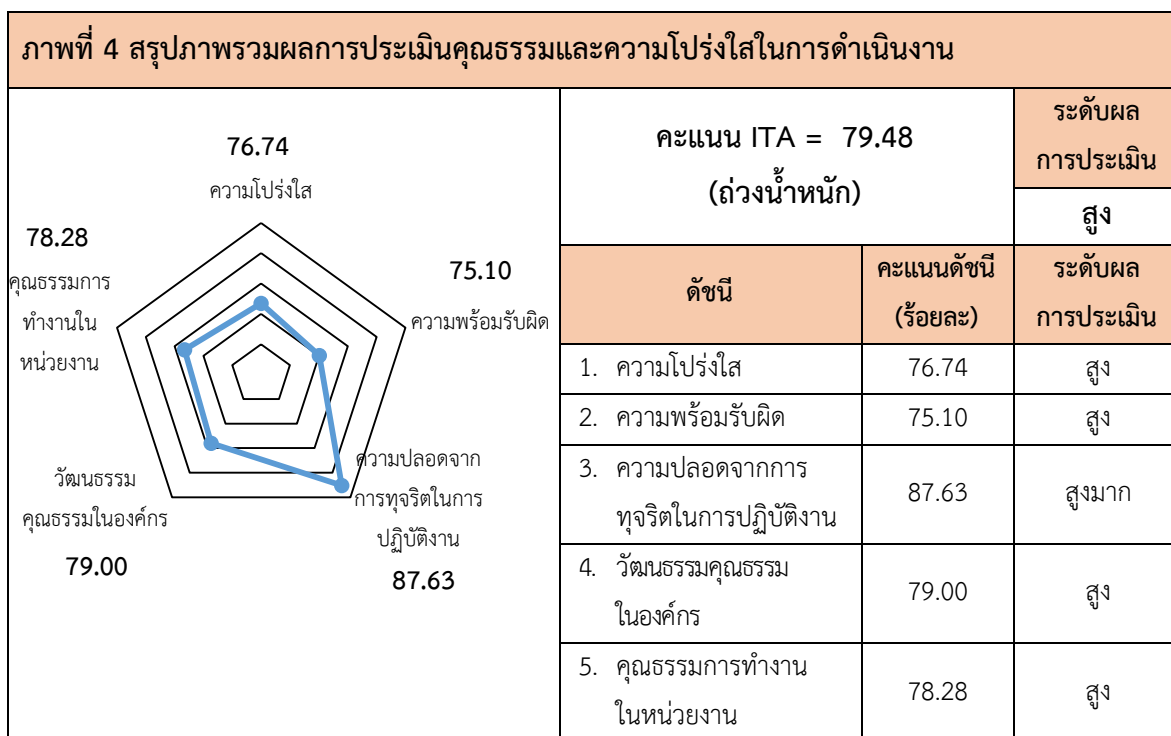 ภาพที่ 4 สรุปภาพรวมผลการประเมินคุณธรรมและความโปร่งใสในการดำเนินงาน
76.74
ความโปร่งใส
78.28
คุณธรรมการ
ทำงานใน
หน่วยงาน
75.10
ความพร้อมรับผิด
วัฒนธรรม
คุณธรรมในองค์กร
79.00
ความปลอดจาก
การทุจริตในการ
ปฏิบัติงาน
87.63
คะแนน ITA = 79.48
(ถ่วงน้ำหนัก)
ระดับผล
การประเมิน
สูง
ดัชนี
คะแนนดัชนี
(ร้อยละ)
ระดับผล
การประเมิน
1. ความโปร่งใส 76.74 สูง
2. ความพร้อมรับผิด 75.10 สูง
3. ความปลอดจากการ
ทุจริตในการปฏิบัติงาน
87.63 สูงมาก
4. วัฒนธรรมคุณธรรม
ในองค์กร
79.00 สูง
5. คุณธรรมการทำงาน
ในหน่วยงาน
78.28 สูง